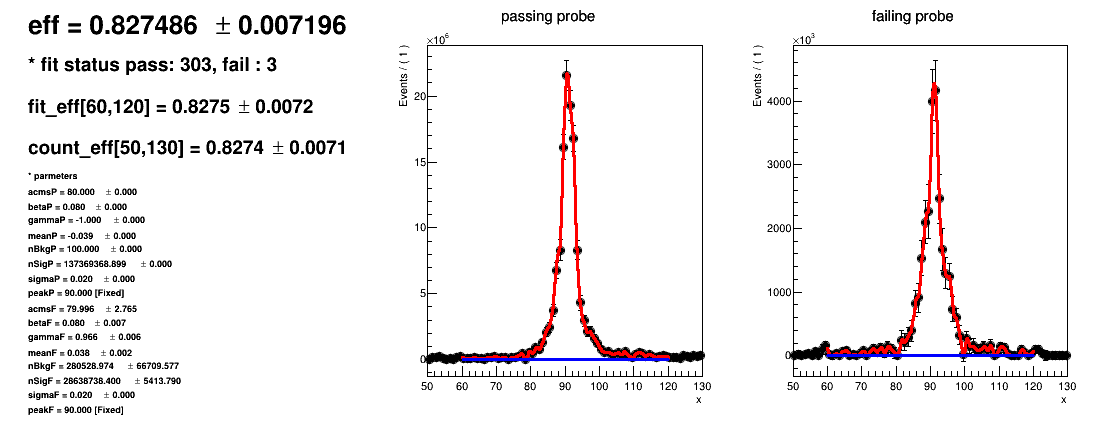 eff = 0.827486 ± 0.007196
* fit status pass: 303, fail : 3
fit_eff[60,120] = 0.8275 ± 0.0072
count_eff[50,130] = 0.8274 ± 0.0071
* parmeters
acmsP = 80.000 ± 0.000
betaP = 0.080 ± 0.000
gammaP = -1.000 ± 0.000
meanP = -0.039 ± 0.000
nBkgP = 100.000 ± 0.000
nSigP = 137369368.899 ± 0.000
sigmaP = 0.020 ± 0.000
peakP = 90.000 [Fixed]
acmsF = 79.996 ± 2.765
betaF = 0.080 ± 0.007
gammaF = 0.966 ± 0.006
meanF = 0.038 ± 0.002
nBkgF = 280528.974 ± 66709.577
nSigF = 28638738.400 ± 5413.790
sigmaF = 0.020 ± 0.000
peakF = 90.000 [Fixed]
passing probe
×10⁶
Events / ( 1 )
20
15
10
5
0
50 60 70 80 90 100 110 120 130
x
failing probe
×10³
Events / ( 1 )
4000
3000
2000
1000
0
50 60 70 80 90 100 110 120 130
x